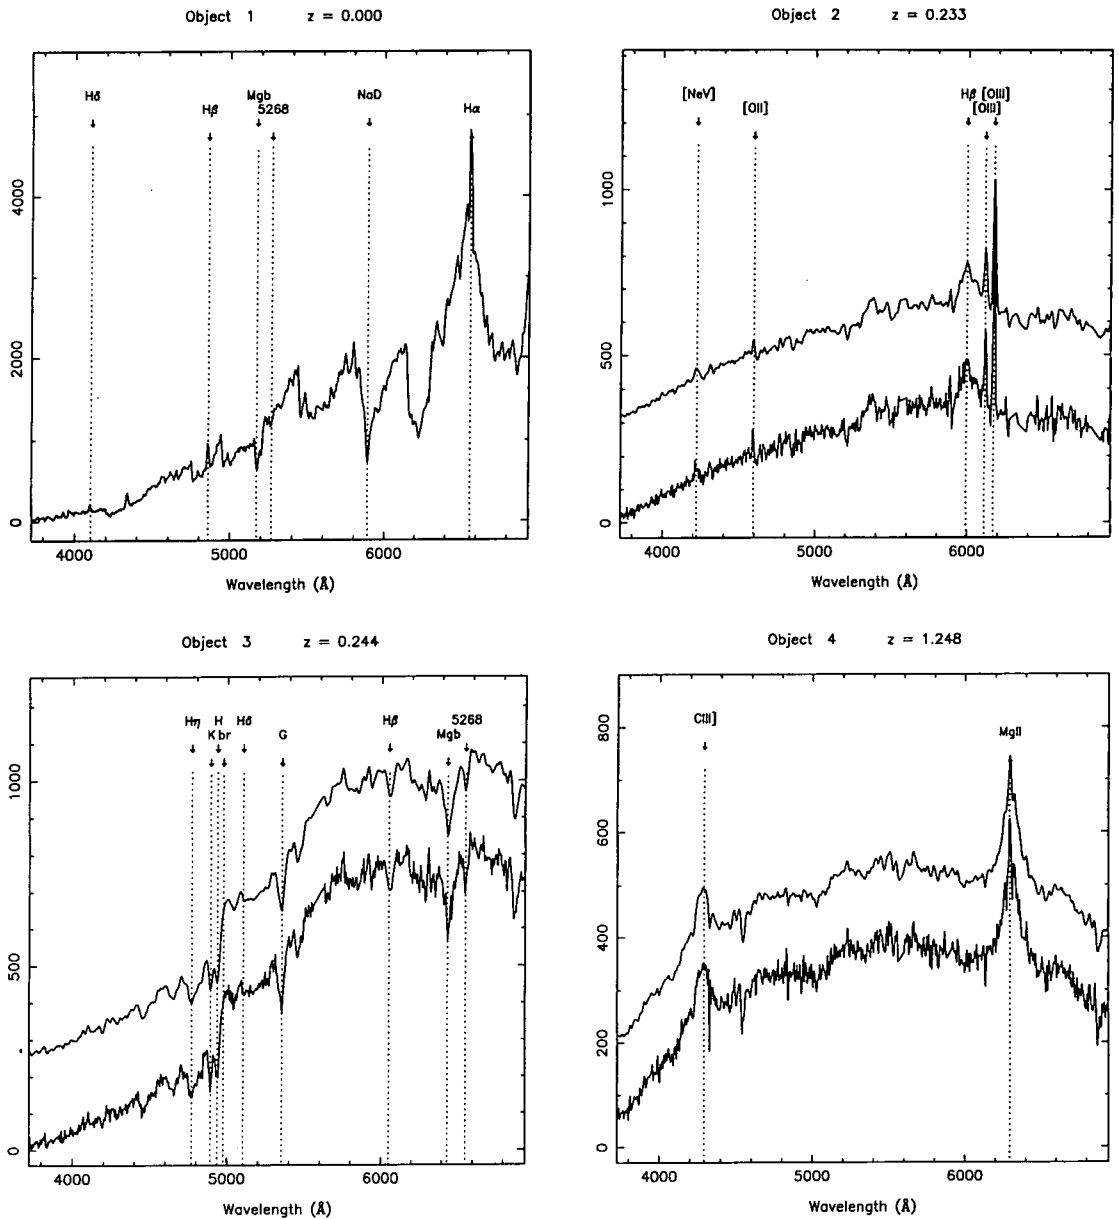 Object 1 z = 0.000
Hδ
Hβ
Mgb
5268
NaD
Hα
0
2000
4000
4000 5000 6000
Wavelength (Å)
Object 2 z = 0.233
[NeV]
[OII]
Hβ [OIII]
[OIII]
0
500
1000
4000 5000 6000
Wavelength (Å)
Object 3 z = 0.244
Hη
H
Hδ
K br
G
Hβ
5268
Mgb
0
500
1000
4000 5000 6000
Wavelength (Å)
Object 4 z = 1.248
CIII]
MgII
0
200
400
600
800
4000 5000 6000
Wavelength (Å)